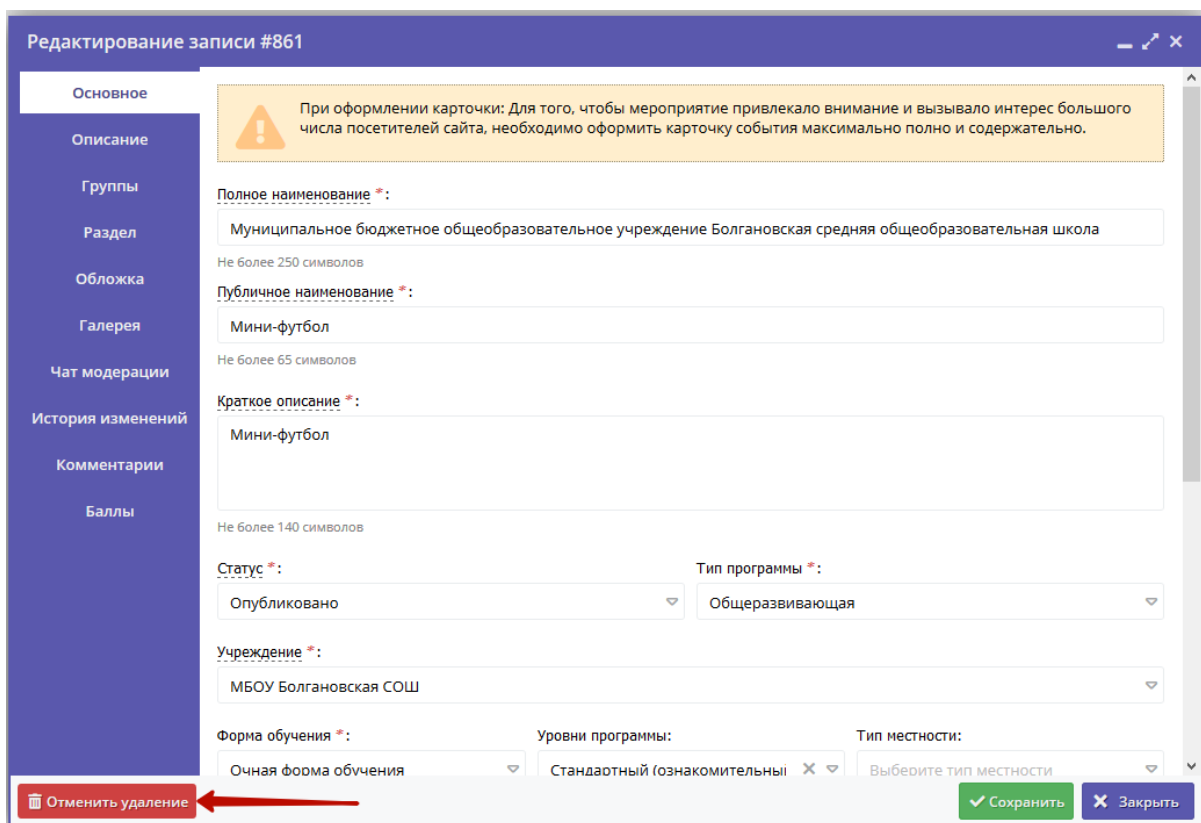 Редактирование записи #861
Основное
Описание
Группы
Раздел
Обложка
Галерея
Чат модерации
История изменений
Комментарии
Баллы
При оформлении карточки: Для того, чтобы мероприятие привлекало внимание и вызывало интерес большого
числа посетителей сайта, необходимо оформить карточку события максимально полно и содержательно.
Полное наименование *:
Муниципальное бюджетное общеобразовательное учреждение Болгановская средняя общеобразовательная школа
Не более 250 символов
Публичное наименование *:
Мини-футбол
Не более 65 символов
Краткое описание *:
Мини-футбол
Не более 140 символов
Статус *: Тип программы *:
Опубликовано Общеразвивающая
Учреждение *:
МБОУ Болгановская СОШ
Форма обучения *: Уровни программы: Тип местности:
Очная форма обучения Стандартный (ознакомительный Выберите тип местности
Отменить удаление Сохранить Закрыть